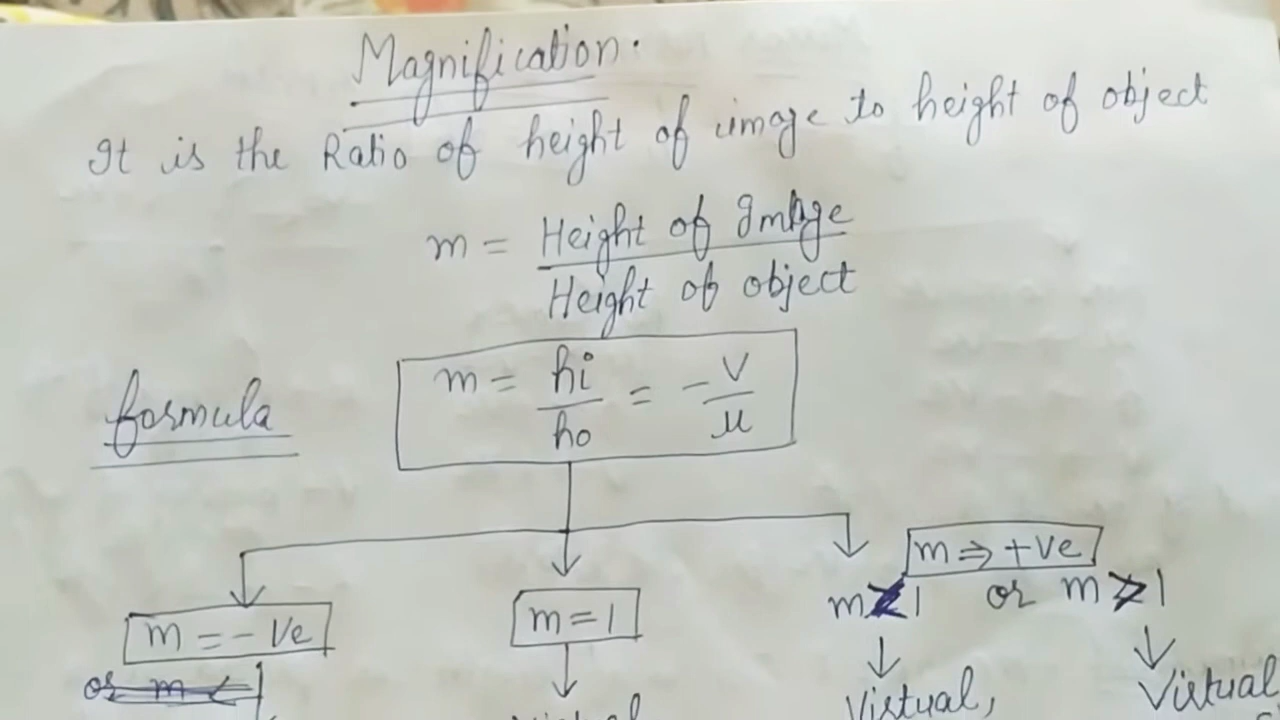 Magnification.
It is the Ratio of height of image to height of object
m = Height of Image
Height of object
formula
m = hi/ho = -v/u
m ⇒ +ve
m = -ve
m = 1
m < 1 or m > 1
or m <
Virtual,
Virtual